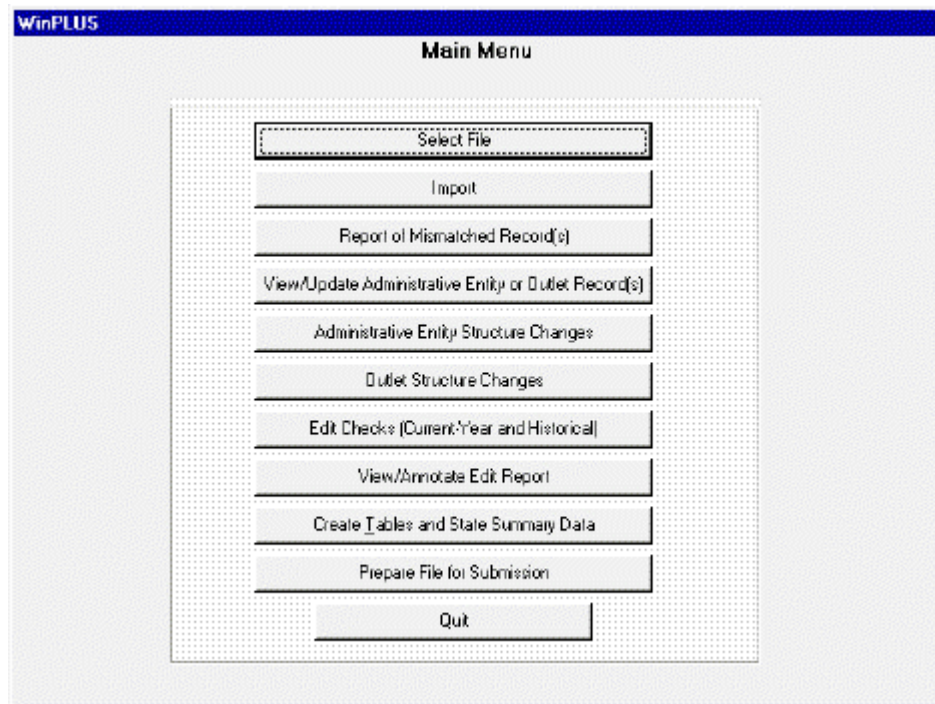 WinPLUS
Main Menu
Select File
Import
Report of Mismatched Record(s)
View/Update Administrative Entity or Outlet Record(s)
Administrative Entity Structure Changes
Outlet Structure Changes
Edit Checks (Current-Year and Historical)
View/Annotate Edit Report
Create Tables and State Summary Data
Prepare File for Submission
Quit